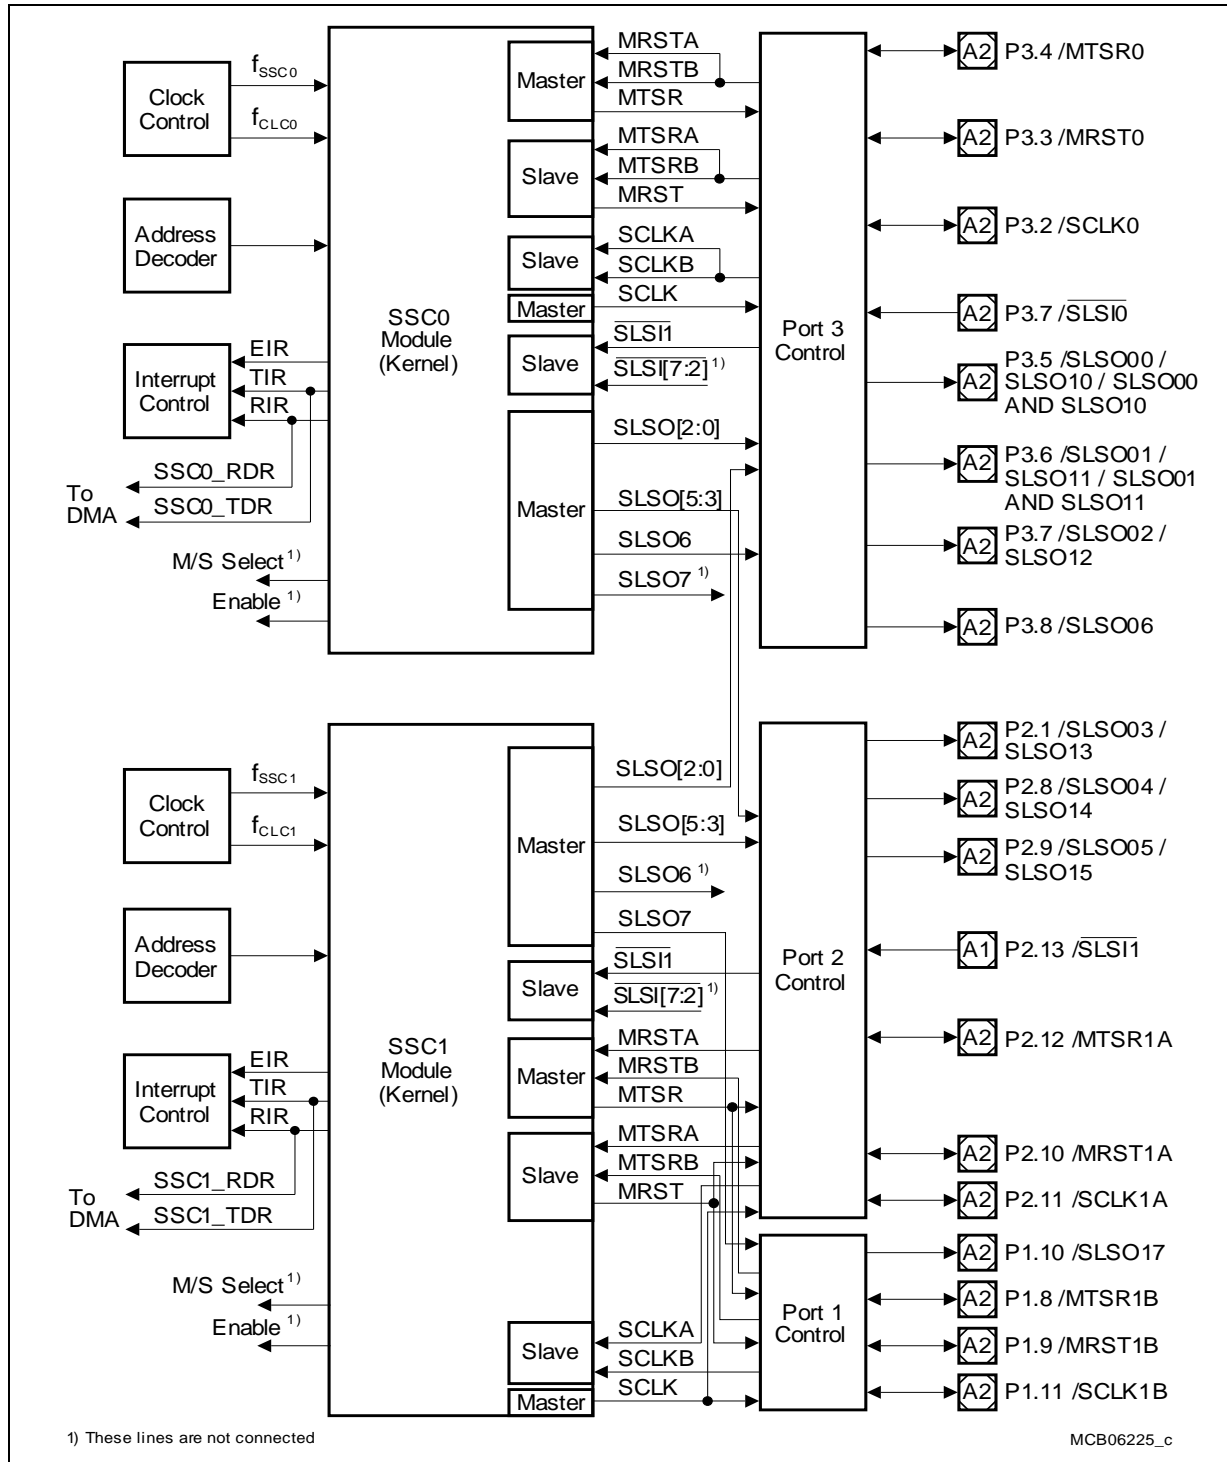 fSSC0
Clock
Control
fCLC0
Address
Decoder
Interrupt
Control
EIR
TIR
RIR
SSC0_RDR
To
DMA
SSC0_TDR
M/S Select 1)
Enable 1)
SSC0
Module
(Kernel)
Master
Slave
Slave
Master
Slave
Master
MRSTA
MRSTB
MTSR
MTSRA
MTSRB
MRST
SCLKA
SCLKB
SCLK
SLSI1
SLSI[7:2] 1)
SLSO[2:0]
SLSO[5:3]
SLSO6
SLSO7 1)
Port 3
Control
A2 P3.4 /MTSR0
A2 P3.3 /MRST0
A2 P3.2 /SCLK0
A2 P3.7 /SLSI0
A2 P3.5 /SLSO00 /
SLSO10 / SLSO00
AND SLSO10
A2 P3.6 /SLSO01 /
SLSO11 / SLSO01
AND SLSO11
A2 P3.7 /SLSO02 /
SLSO12
A2 P3.8 /SLSO06
fSSC1
Clock
Control
fCLC1
Address
Decoder
Interrupt
Control
EIR
TIR
RIR
SSC1_RDR
To
DMA
SSC1_TDR
M/S Select 1)
Enable 1)
SSC1
Module
(Kernel)
Master
Slave
Master
Slave
Slave
Master
SLSO[2:0]
SLSO[5:3]
SLSO6 1)
SLSO7
SLSI1
SLSI[7:2] 1)
MRSTA
MRSTB
MTSR
MTSRA
MTSRB
MRST
SCLKA
SCLKB
SCLK
Port 2
Control
Port 1
Control
A2 P2.1 /SLSO03 /
SLSO13
A2 P2.8 /SLSO04 /
SLSO14
A2 P2.9 /SLSO05 /
SLSO15
A1 P2.13 /SLSI1
A2 P2.12 /MTSR1A
A2 P2.10 /MRST1A
A2 P2.11 /SCLK1A
A2 P1.10 /SLSO17
A2 P1.8 /MTSR1B
A2 P1.9 /MRST1B
A2 P1.11 /SCLK1B
1) These lines are not connected
MCB06225_c